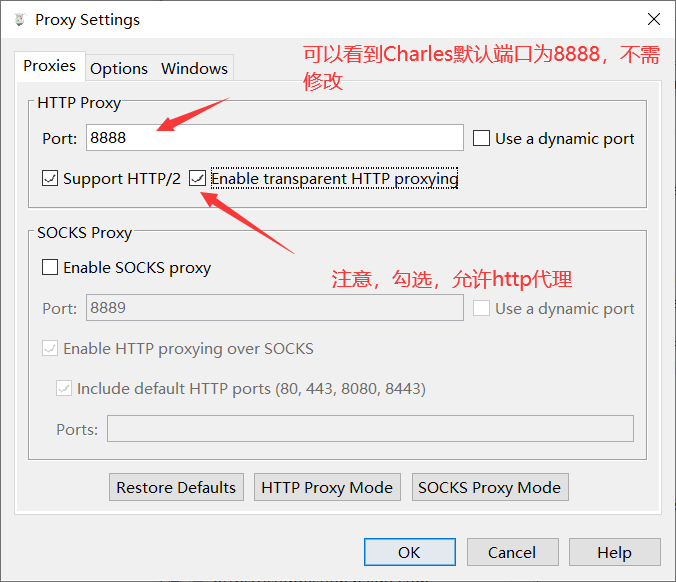 Proxy Settings
可以看到Charles默认端口为8888，不需
修改
Proxies Options Windows
HTTP Proxy
Port: 8888 Use a dynamic port
Support HTTP/2 Enable transparent HTTP proxying
SOCKS Proxy
Enable SOCKS proxy
注意，勾选，允许http代理
Port: 8889 Use a dynamic port
Enable HTTP proxying over SOCKS
Include default HTTP ports (80, 443, 8080, 8443)
Ports:
Restore Defaults HTTP Proxy Mode SOCKS Proxy Mode
OK Cancel Help